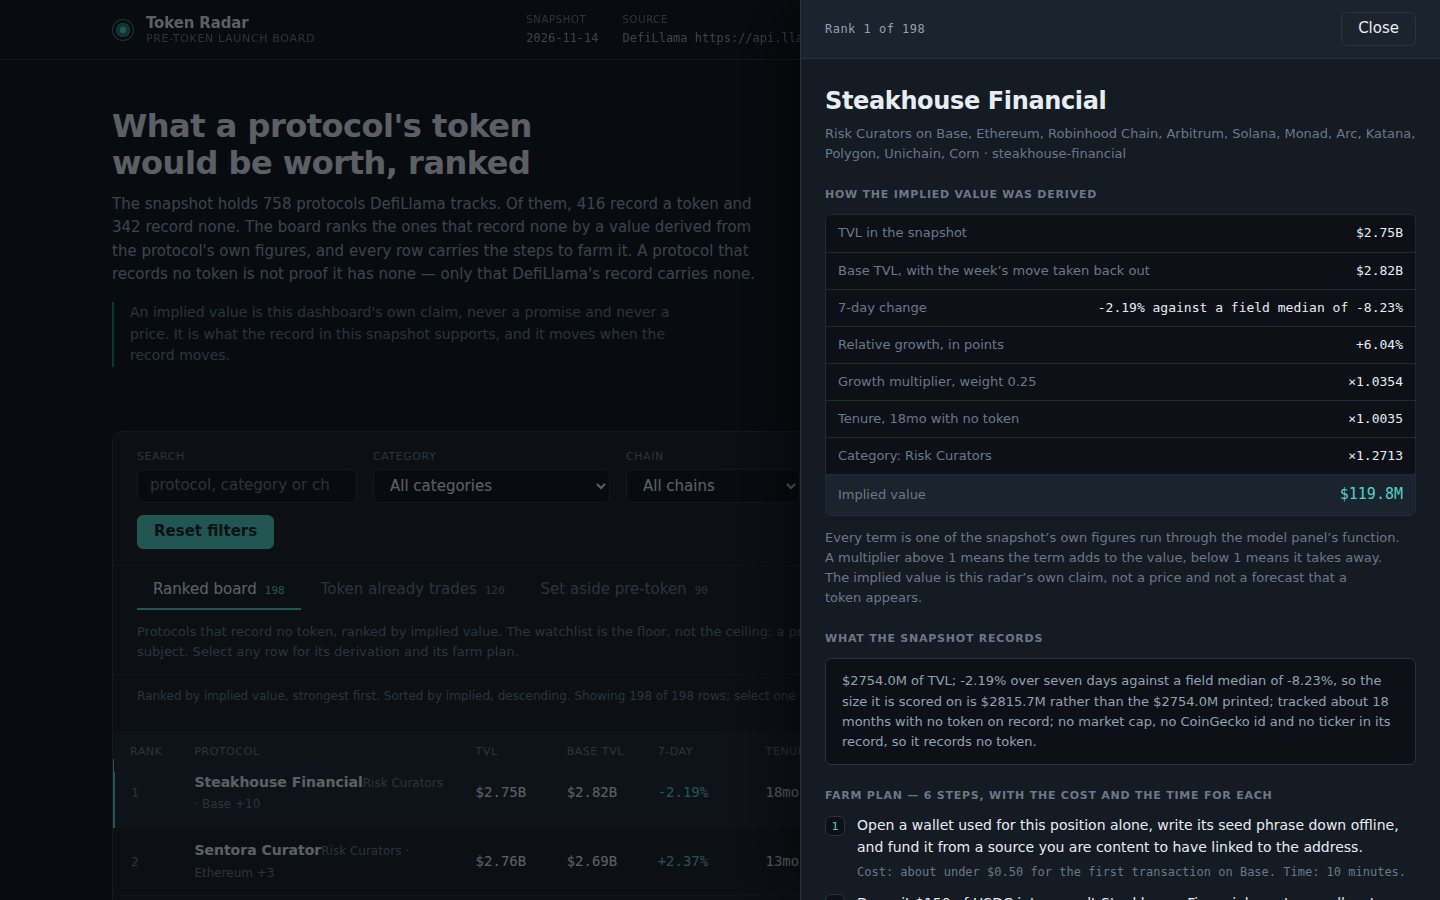 Token Radar
PRE-TOKEN LAUNCH BOARD
SNAPSHOT
2026-11-14
SOURCE
DefiLlama https://api.lla
What a protocol's token
would be worth, ranked
The snapshot holds 758 protocols DefiLlama tracks. Of them, 416 record a token and
342 record none. The board ranks the ones that record none by a value derived from
the protocol's own figures, and every row carries the steps to farm it. A protocol that
records no token is not proof it has none — only that DefiLlama's record carries none.
An implied value is this dashboard's own claim, never a promise and never a
price. It is what the record in this snapshot supports, and it moves when the
record moves.
SEARCH
CATEGORY
CHAIN
protocol, category or ch
All categories
All chains
Reset filters
Ranked board 198
Token already trades 120
Set aside pre-token 90
Protocols that record no token, ranked by implied value. The watchlist is the floor, not the ceiling: a pr
subject. Select any row for its derivation and its farm plan.
Ranked by implied value, strongest first. Sorted by implied, descending. Showing 198 of 198 rows; select one
RANK PROTOCOL TVL BASE TVL 7-DAY TENU
1 Steakhouse Financial Risk Curators $2.75B $2.82B -2.19% 18mo
· Base +10
2 Sentora Curator Risk Curators · $2.76B $2.69B +2.37% 13mo
Ethereum +3
Rank 1 of 198
Close
Steakhouse Financial
Risk Curators on Base, Ethereum, Robinhood Chain, Arbitrum, Solana, Monad, Arc, Katana,
Polygon, Unichain, Corn · steakhouse-financial
HOW THE IMPLIED VALUE WAS DERIVED
TVL in the snapshot $2.75B
Base TVL, with the week’s move taken back out $2.82B
7-day change -2.19% against a field median of -8.23%
Relative growth, in points +6.04%
Growth multiplier, weight 0.25 ×1.0354
Tenure, 18mo with no token ×1.0035
Category: Risk Curators ×1.2713
Implied value $119.8M
Every term is one of the snapshot’s own figures run through the model panel’s function.
A multiplier above 1 means the term adds to the value, below 1 means it takes away.
The implied value is this radar’s own claim, not a price and not a forecast that a
token appears.
WHAT THE SNAPSHOT RECORDS
$2754.0M of TVL; -2.19% over seven days against a field median of -8.23%, so the
size it is scored on is $2815.7M rather than the $2754.0M printed; tracked about 18
months with no token on record; no market cap, no CoinGecko id and no ticker in its
record, so it records no token.
FARM PLAN — 6 STEPS, WITH THE COST AND THE TIME FOR EACH
1 Open a wallet used for this position alone, write its seed phrase down offline,
and fund it from a source you are content to have linked to the address.
Cost: about under $0.50 for the first transaction on Base. Time: 10 minutes.